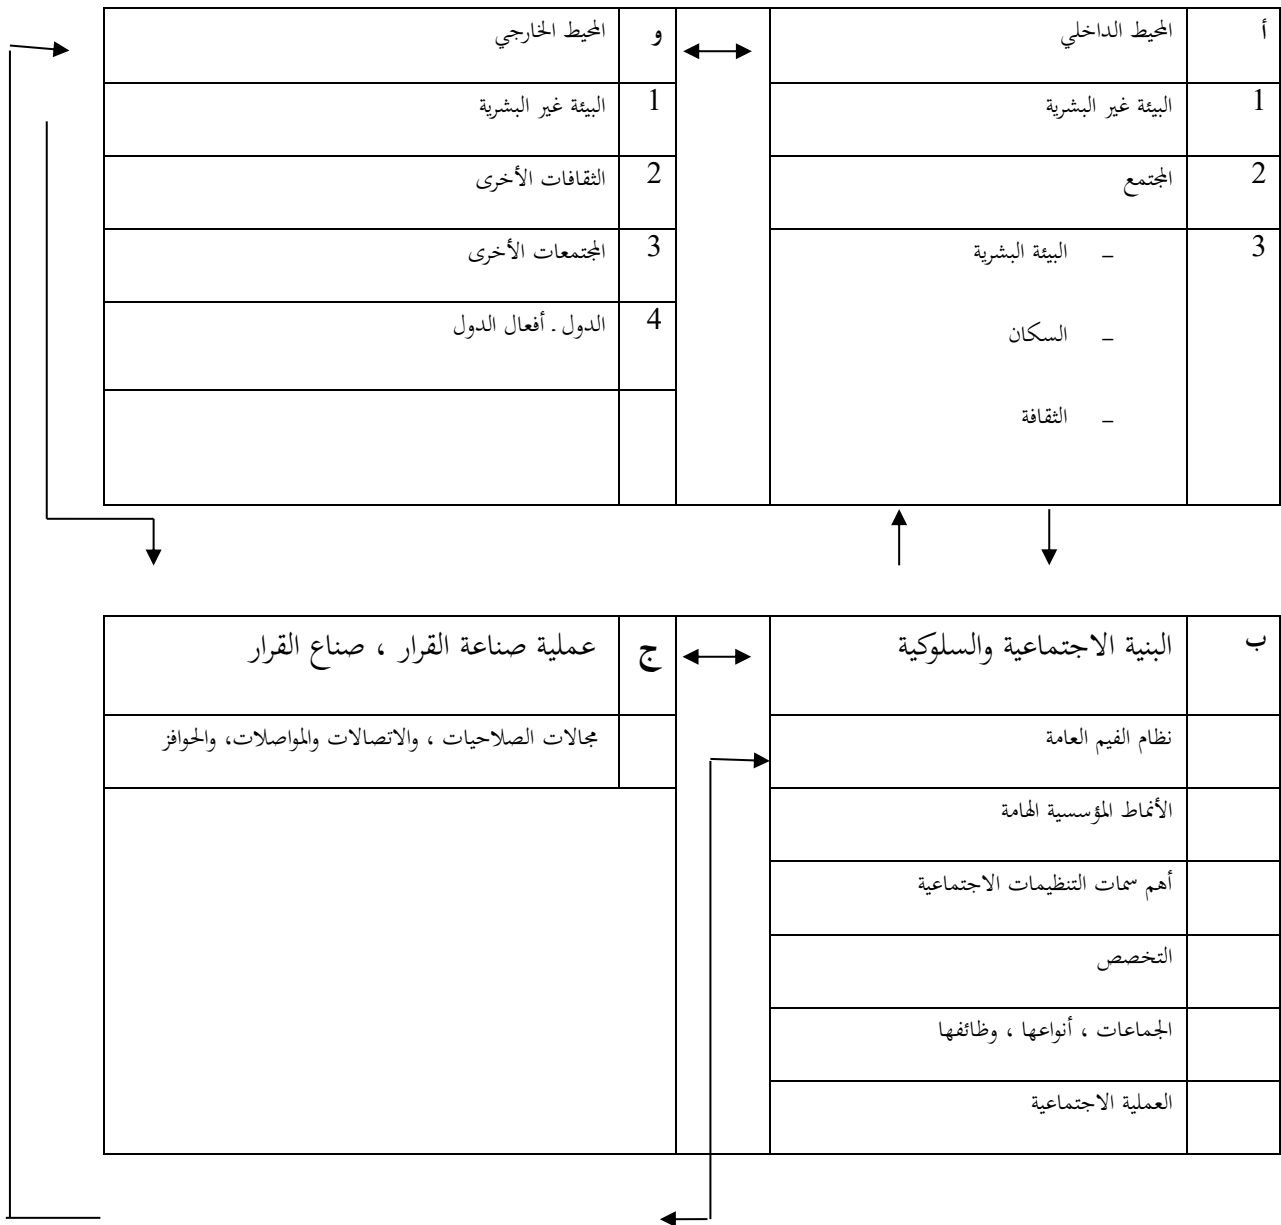 أ المحيط الداخلي و المحيط الخارجي
1 البيئة غير البشرية 1 البيئة غير البشرية
2 المجتمع 2 الثقافات الأخرى
3 – البيئة البشرية 3 المجتمعات الأخرى
– السكان 4 الدول ـ أفعال الدول
– الثقافة
ب البنية الاجتماعية والسلوكية ج عملية صناعة القرار ، صناع القرار
نظام الفيم العامة مجالات الصلاحيات ، والاتصالات والمواصلات، والحوافز
الأنماط المؤسسية الهامة
أهم سمات التنظيمات الاجتماعية
التخصص
الجماعات ، أنواعها ، وظائفها
العملية الاجتماعية